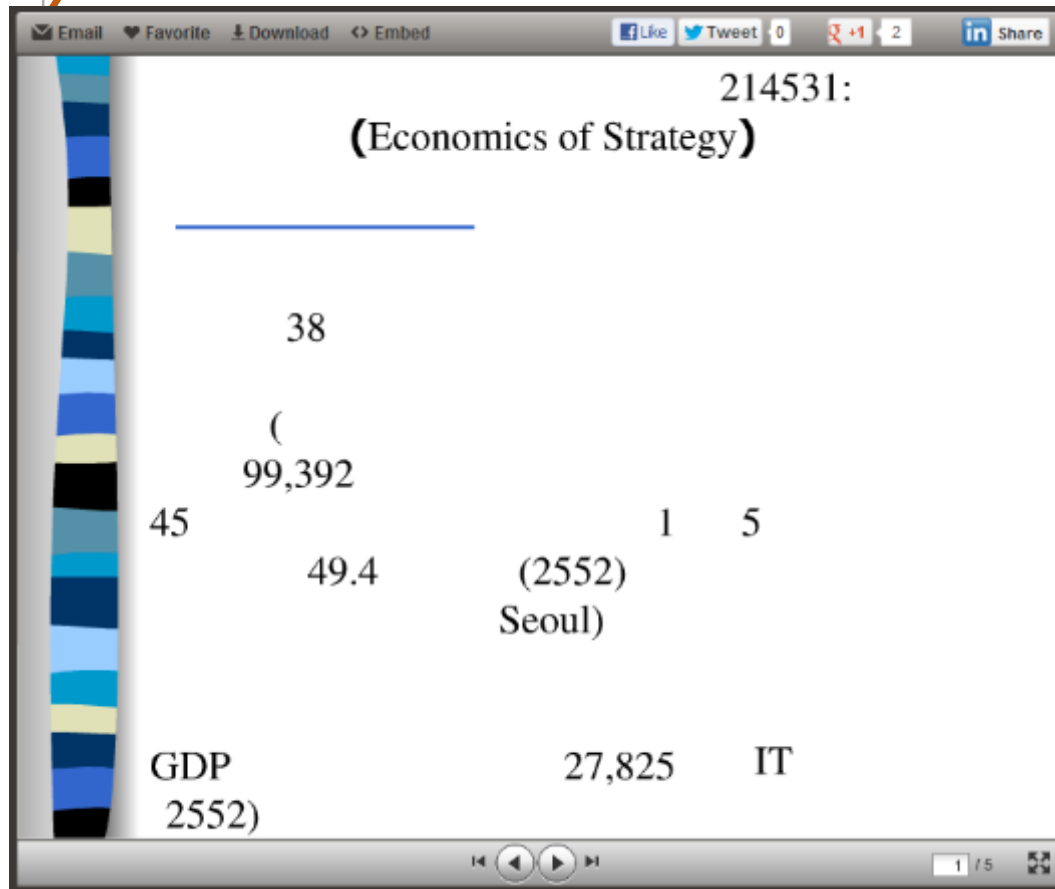 Email Favorite Download Embed Like Tweet 0 +1 2 in Share
214531:
(Economics of Strategy)
38
(
99,392
45 1 5
49.4 (2552)
Seoul)
GDP 27,825 IT
2552)
1 / 5